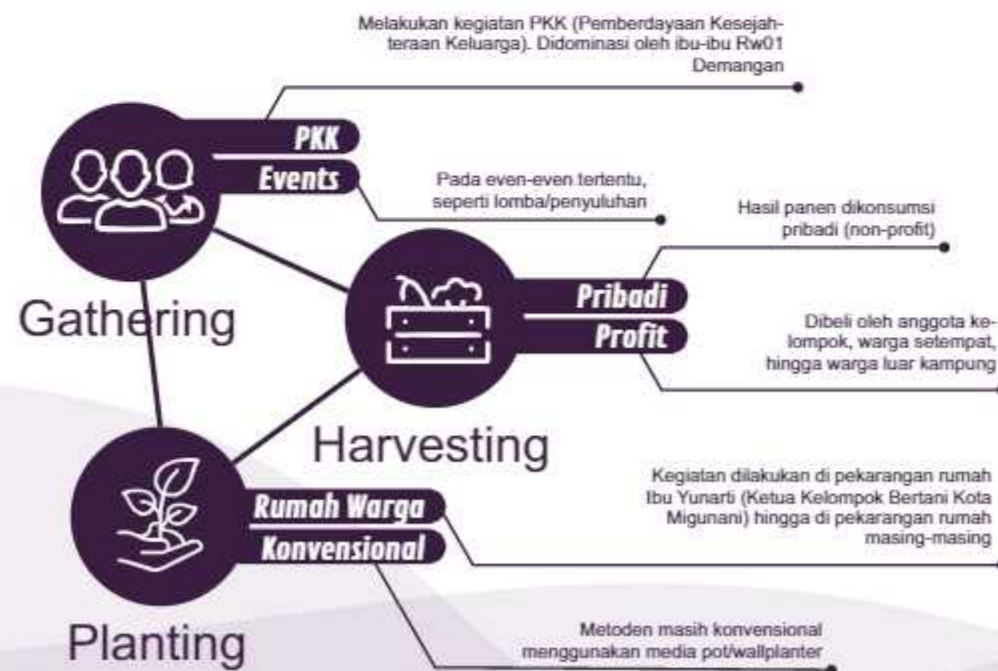 Melakukan kegiatan PKK (Pemberdayaan Kesejah-
teraan Keluarga). Didominasi oleh ibu-ibu Rw01
Demangan
PKK
Events
Pada even-even tertentu,
seperti lomba/penyuluhan
Gathering
Hasil panen dikonsumsi
pribadi (non-profit)
Pribadi
Profit
Dibeli oleh anggota ke-
lompok, warga setempat,
hingga warga luar kampung
Harvesting
Kegiatan dilakukan di pekarangan rumah
Ibu Yunarti (Ketua Kelompok Bertani Kota
Migunani) hingga di pekarangan rumah
masing-masing
Rumah Warga
Konvensional
Planting
Metoden masih konvensional
menggunakan media pot/wallplanter